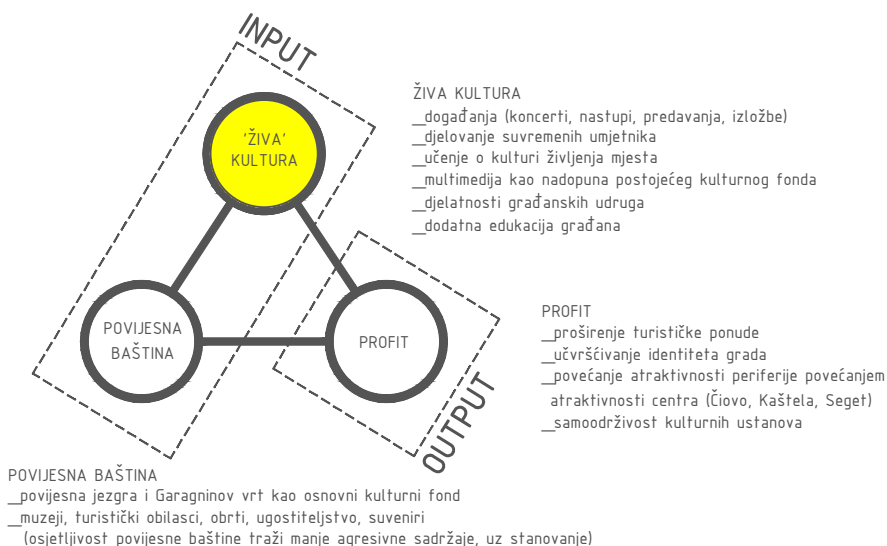 INPUT
'ŽIVA'
KULTURA
POVIJESNA
BAŠTINA
PROFIT
OUTPUT
ŽIVA KULTURA
__događanja (koncerti, nastupi, predavanja, izložbe)
__djelovanje suvremenih umjetnika
__učenje o kulturi življenja mjesta
__multimedija kao nadopuna postojećeg kulturnog fonda
__djelatnosti građanskih udruga
__dodatna edukacija građana
PROFIT
__proširenje turističke ponude
__učvršćivanje identiteta grada
__povećanje atraktivnosti periferije povećanjem
atraktivnosti centra (Čiovo, Kaštela, Seget)
__samoodrživost kulturnih ustanova
POVIJESNA BAŠTINA
__povijesna jezgra i Garagninov vrt kao osnovni kulturni fond
__muzeji, turistički obilasci, obrti, ugostiteljstvo, suveniri
(osjetljivost povijesne baštine traži manje agresivne sadržaje, uz stanovanje)